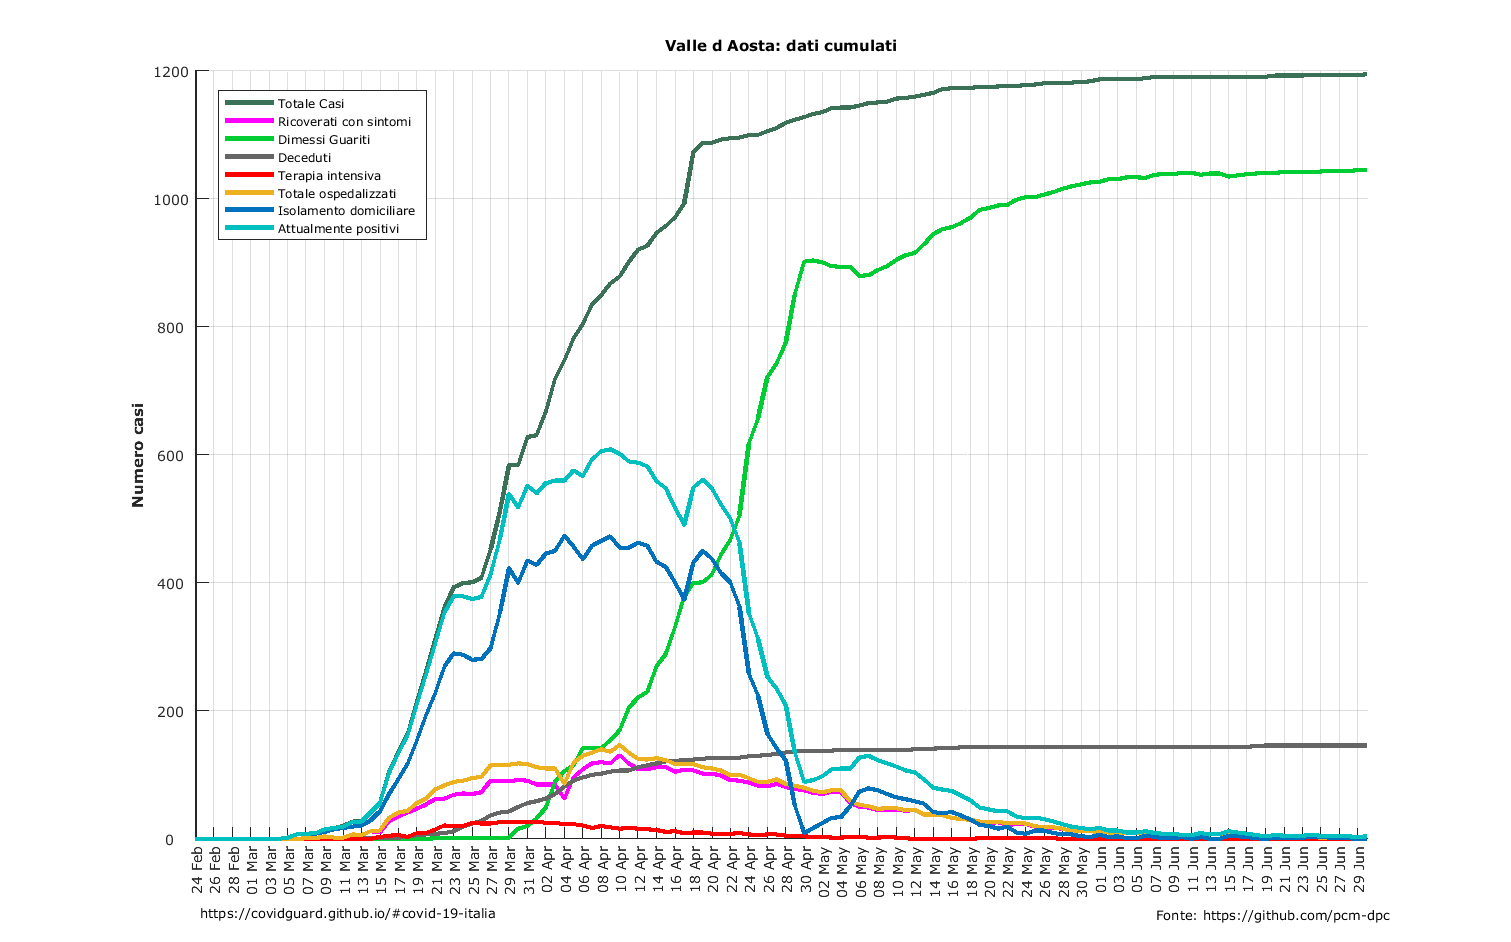 Valle d Aosta: dati cumulati
Numero casi
1200
1000
800
600
400
200
0
Totale Casi
Ricoverati con sintomi
Dimessi Guariti
Deceduti
Terapia intensiva
Totale ospedalizzati
Isolamento domiciliare
Attualmente positivi
24 Feb
26 Feb
28 Feb
01 Mar
03 Mar
05 Mar
07 Mar
09 Mar
11 Mar
13 Mar
15 Mar
17 Mar
19 Mar
21 Mar
23 Mar
25 Mar
27 Mar
29 Mar
31 Mar
02 Apr
04 Apr
06 Apr
08 Apr
10 Apr
12 Apr
14 Apr
16 Apr
18 Apr
20 Apr
22 Apr
24 Apr
26 Apr
28 Apr
30 Apr
02 May
04 May
06 May
08 May
10 May
12 May
14 May
16 May
18 May
20 May
22 May
24 May
26 May
28 May
30 May
01 Jun
03 Jun
05 Jun
07 Jun
09 Jun
11 Jun
13 Jun
15 Jun
17 Jun
19 Jun
21 Jun
23 Jun
25 Jun
27 Jun
29 Jun
https://covidguard.github.io/#covid-19-italia
Fonte: https://github.com/pcm-dpc